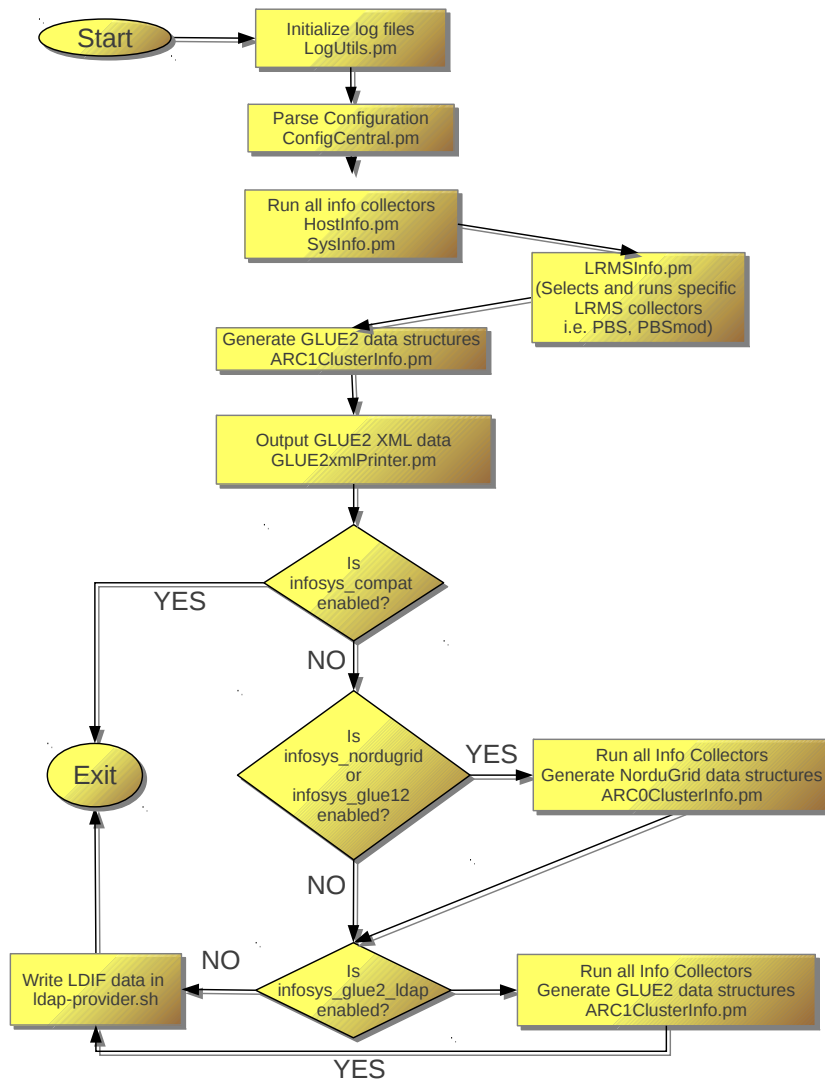 Start
Initialize log files
LogUtils.pm
Parse Configuration
ConfigCentral.pm
Run all info collectors
HostInfo.pm
SysInfo.pm
LRMSInfo.pm
(Selects and runs specific
LRMS collectors
i.e. PBS, PBSmod)
Generate GLUE2 data structures
ARC1ClusterInfo.pm
Output GLUE2 XML data
GLUE2xmlPrinter.pm
Is
infosys_compat
enabled?
YES
NO
Is
infosys_nordugrid
or
infosys_glue12
enabled?
YES
Run all Info Collectors
Generate NorduGrid data structures
ARC0ClusterInfo.pm
Exit
NO
Is
infosys_glue2_ldap
enabled?
NO
Write LDIF data in
ldap-provider.sh
Run all Info Collectors
Generate GLUE2 data structures
ARC1ClusterInfo.pm
YES